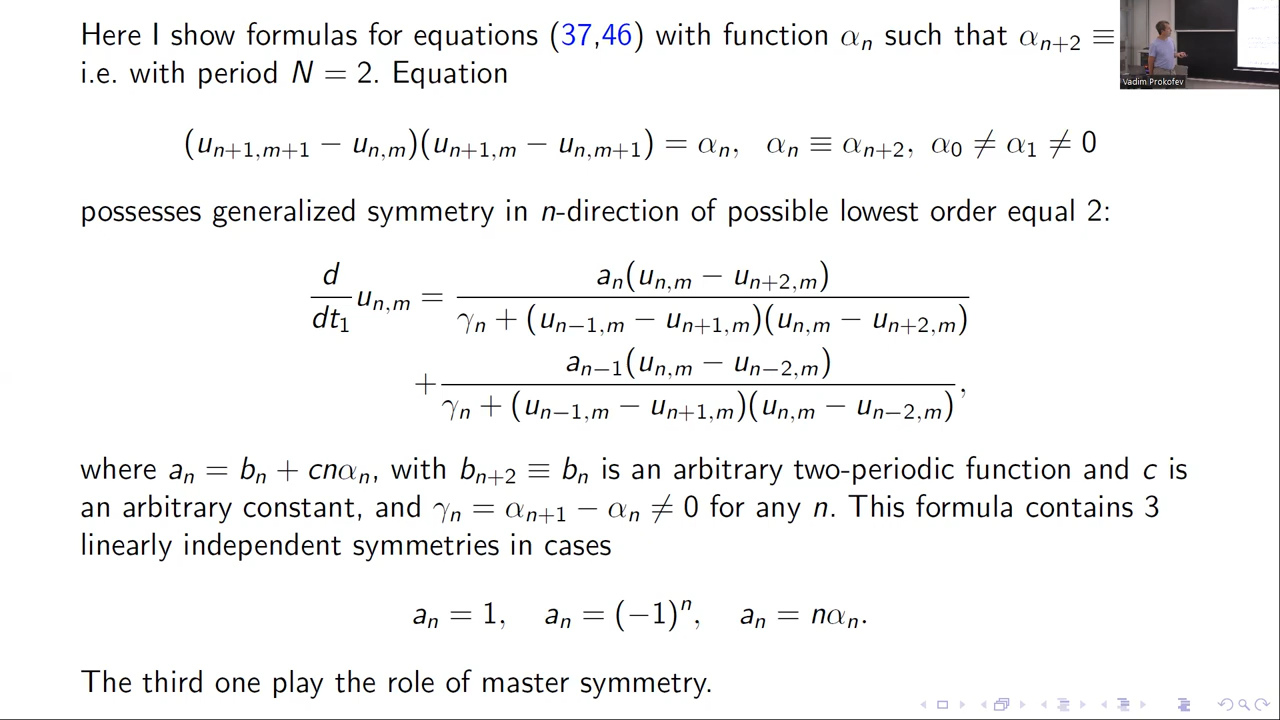 Here I show formulas for equations (37,46) with function αₙ such that αₙ₊₂ ≡
i.e. with period N = 2. Equation
Vadim Prokofev
(uₙ₊₁,ₘ₊₁ − uₙ,ₘ)(uₙ₊₁,ₘ − uₙ,ₘ₊₁) = αₙ, αₙ ≡ αₙ₊₂, α₀ ≠ α₁ ≠ 0
possesses generalized symmetry in n-direction of possible lowest order equal 2:
d/dt₁ uₙ,ₘ = aₙ(uₙ,ₘ − uₙ₊₂,ₘ) / (γₙ + (uₙ₋₁,ₘ − uₙ₊₁,ₘ)(uₙ,ₘ − uₙ₊₂,ₘ))
+ aₙ₋₁(uₙ,ₘ − uₙ₋₂,ₘ) / (γₙ + (uₙ₋₁,ₘ − uₙ₊₁,ₘ)(uₙ,ₘ − uₙ₋₂,ₘ)),
where aₙ = bₙ + cnαₙ, with bₙ₊₂ ≡ bₙ is an arbitrary two-periodic function and c is
an arbitrary constant, and γₙ = αₙ₊₁ − αₙ ≠ 0 for any n. This formula contains 3
linearly independent symmetries in cases
aₙ = 1, aₙ = (−1)ⁿ, aₙ = nαₙ.
The third one play the role of master symmetry.